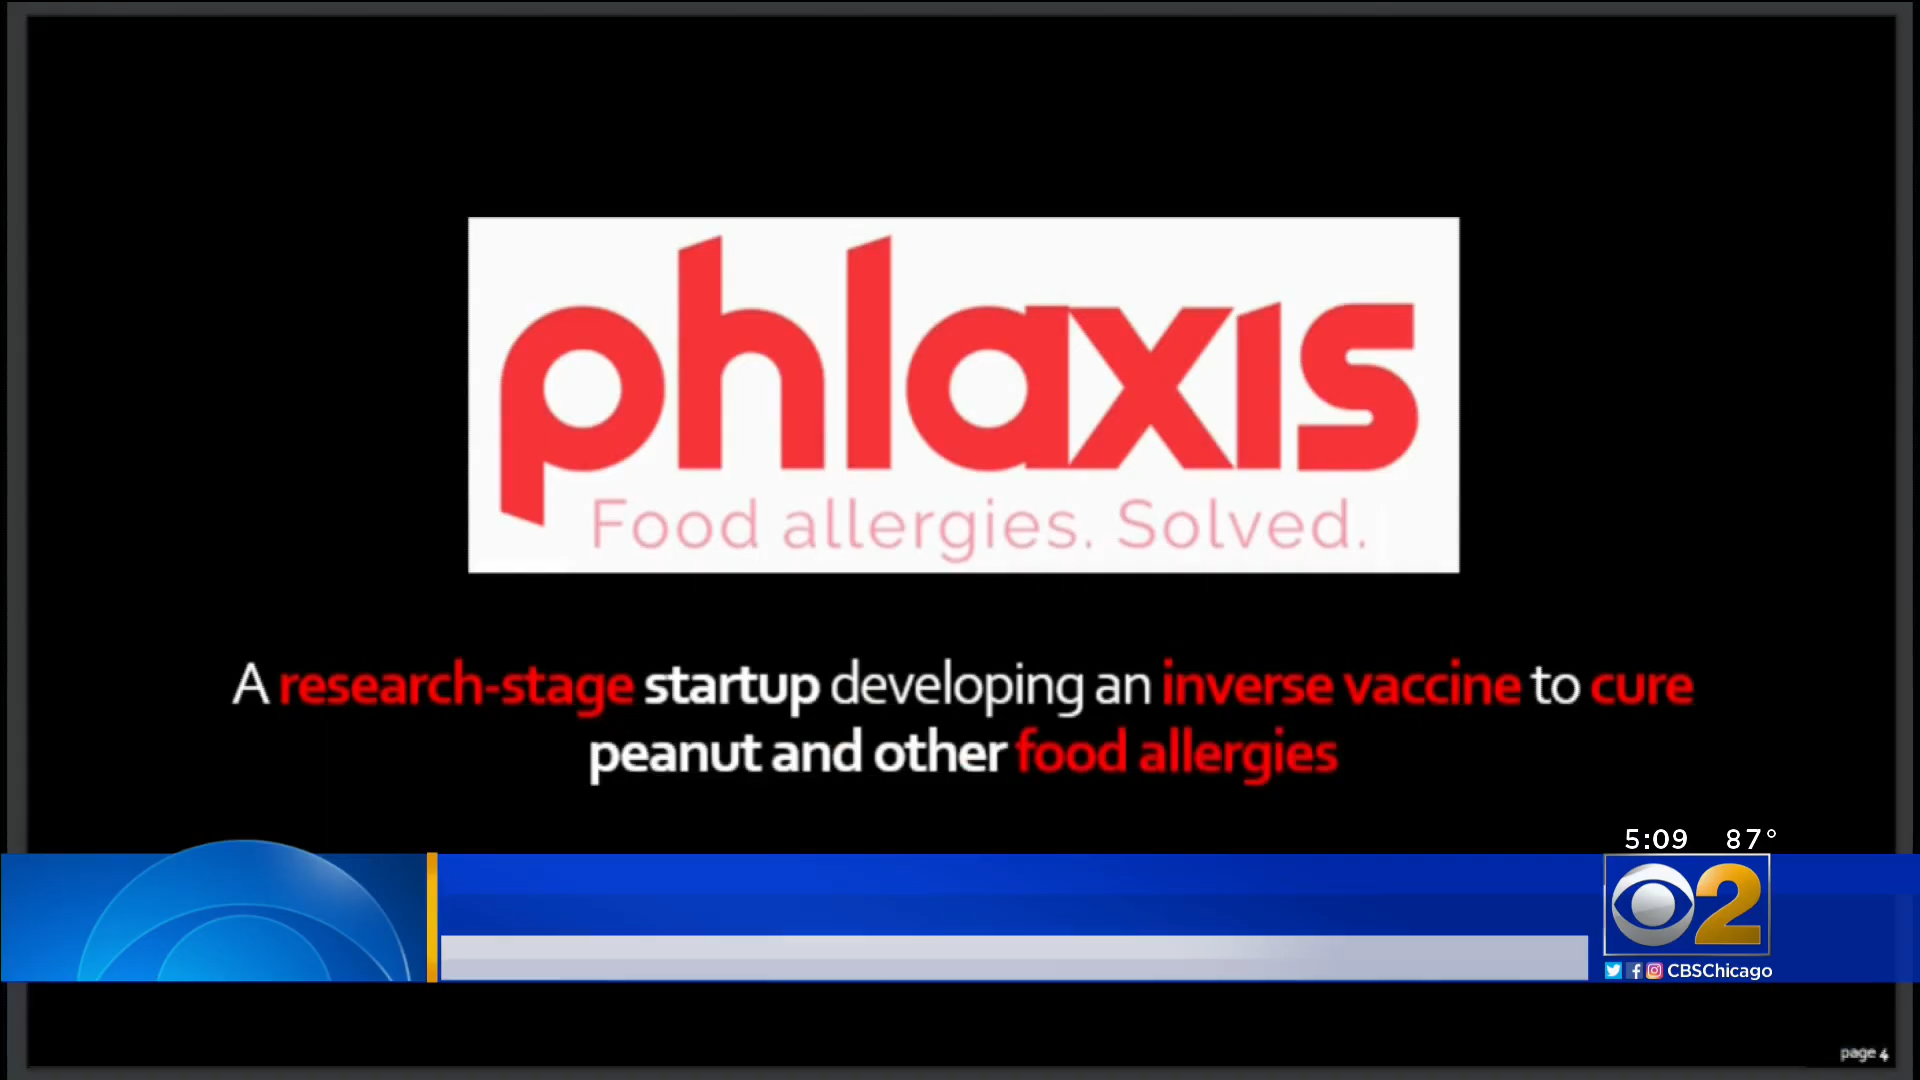 phlaxis
Food allergies. Solved.
A research-stage startup developing an inverse vaccine to cure
peanut and other food allergies
5:09 87°
2
CBSChicago
page 4